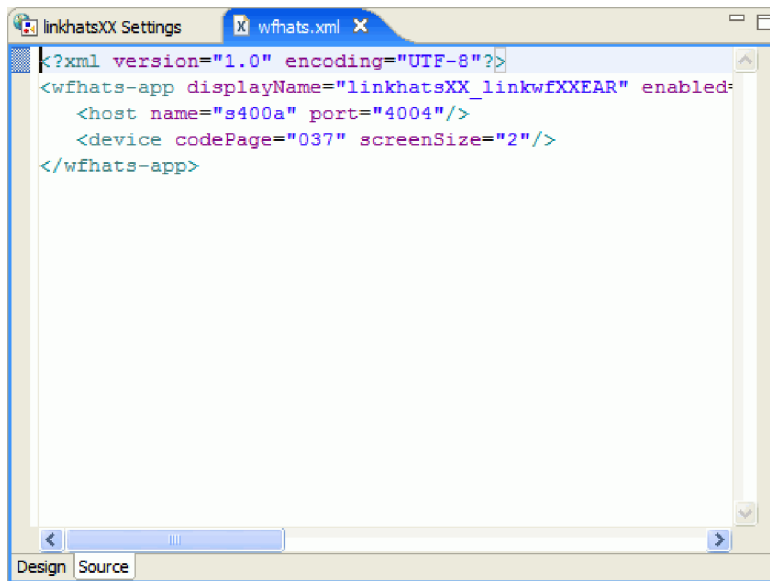 linkhatsXX Settings
wfhats.xml
<?xml version="1.0" encoding="UTF-8"?>
<wfhats-app displayName="linkhatsXX_linkwfXXEAR" enabled=
<host name="s400a" port="4004"/>
<device codePage="037" screenSize="2"/>
</wfhats-app>
Design Source